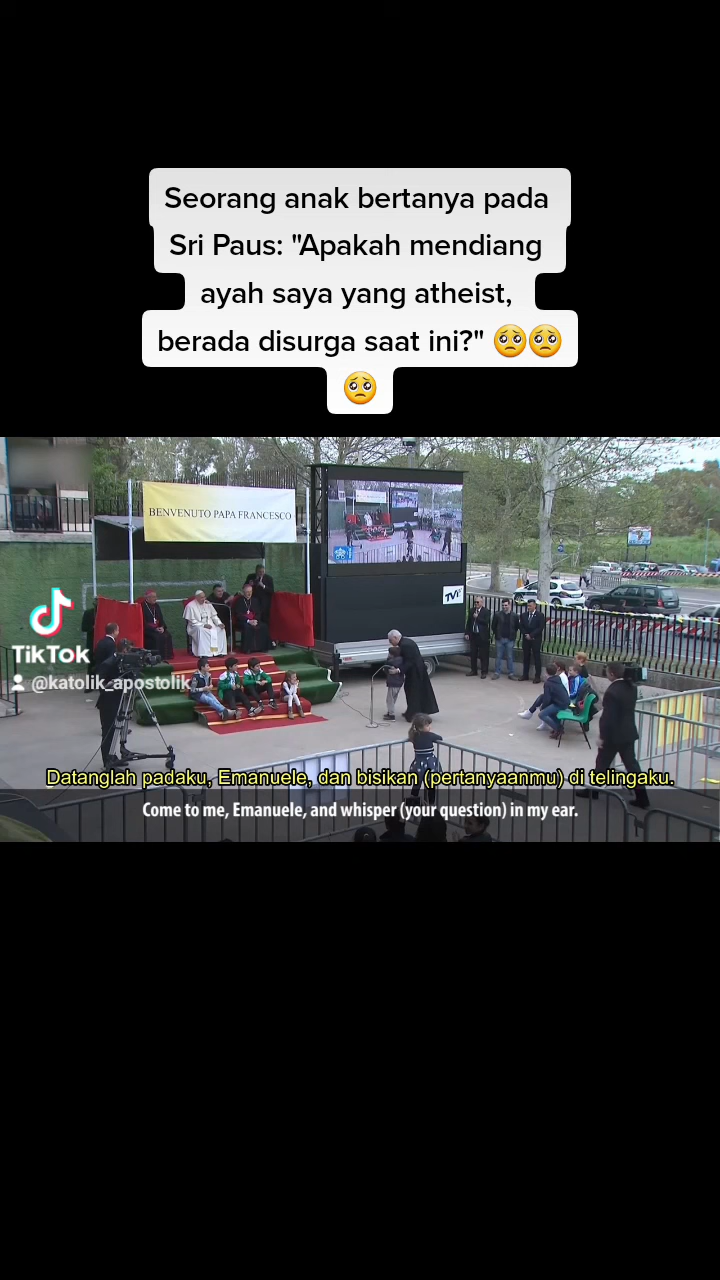 Seorang anak bertanya pada
Sri Paus: "Apakah mendiang
ayah saya yang atheist,
berada disurga saat ini?" 🥺🥺
🥺
BENVENUTO PAPA FRANCESCO
TikTok
@katolik_apostolik
Datanglah padaku, Emanuele, dan bisikan (pertanyaanmu) di telingaku.
Come to me, Emanuele, and whisper (your question) in my ear.